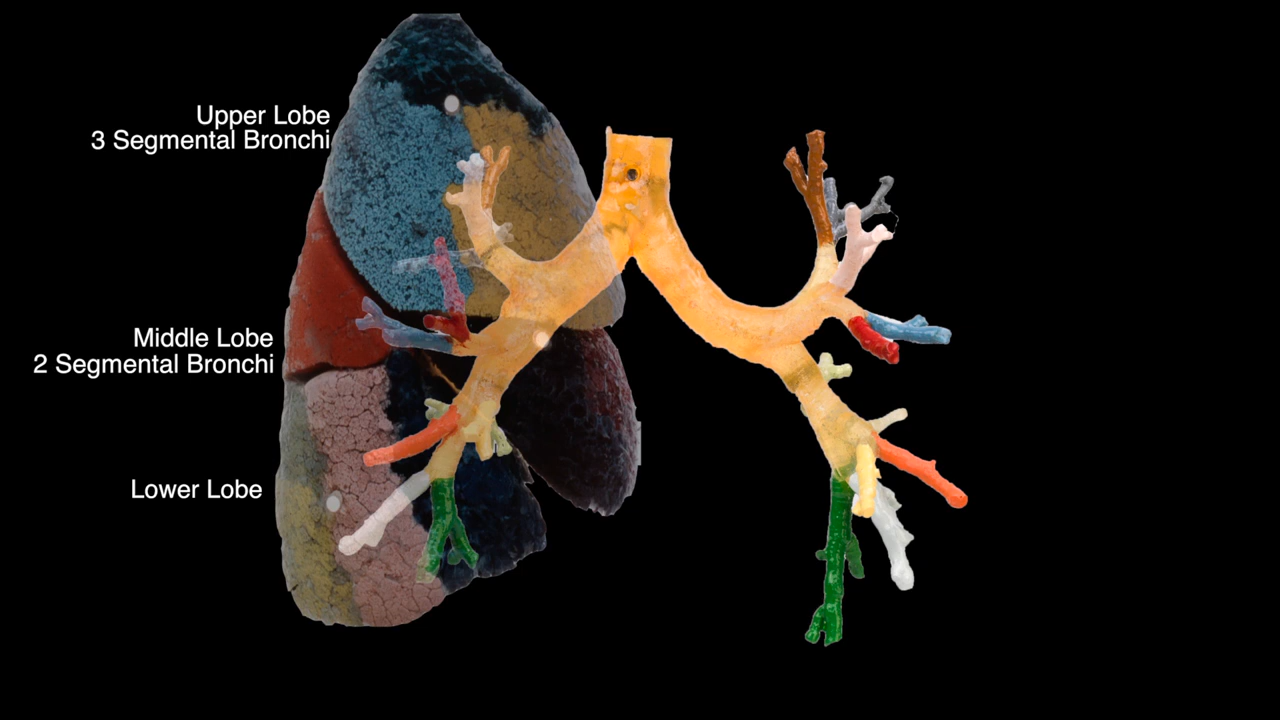 Upper Lobe
3 Segmental Bronchi
Middle Lobe
2 Segmental Bronchi
Lower Lobe